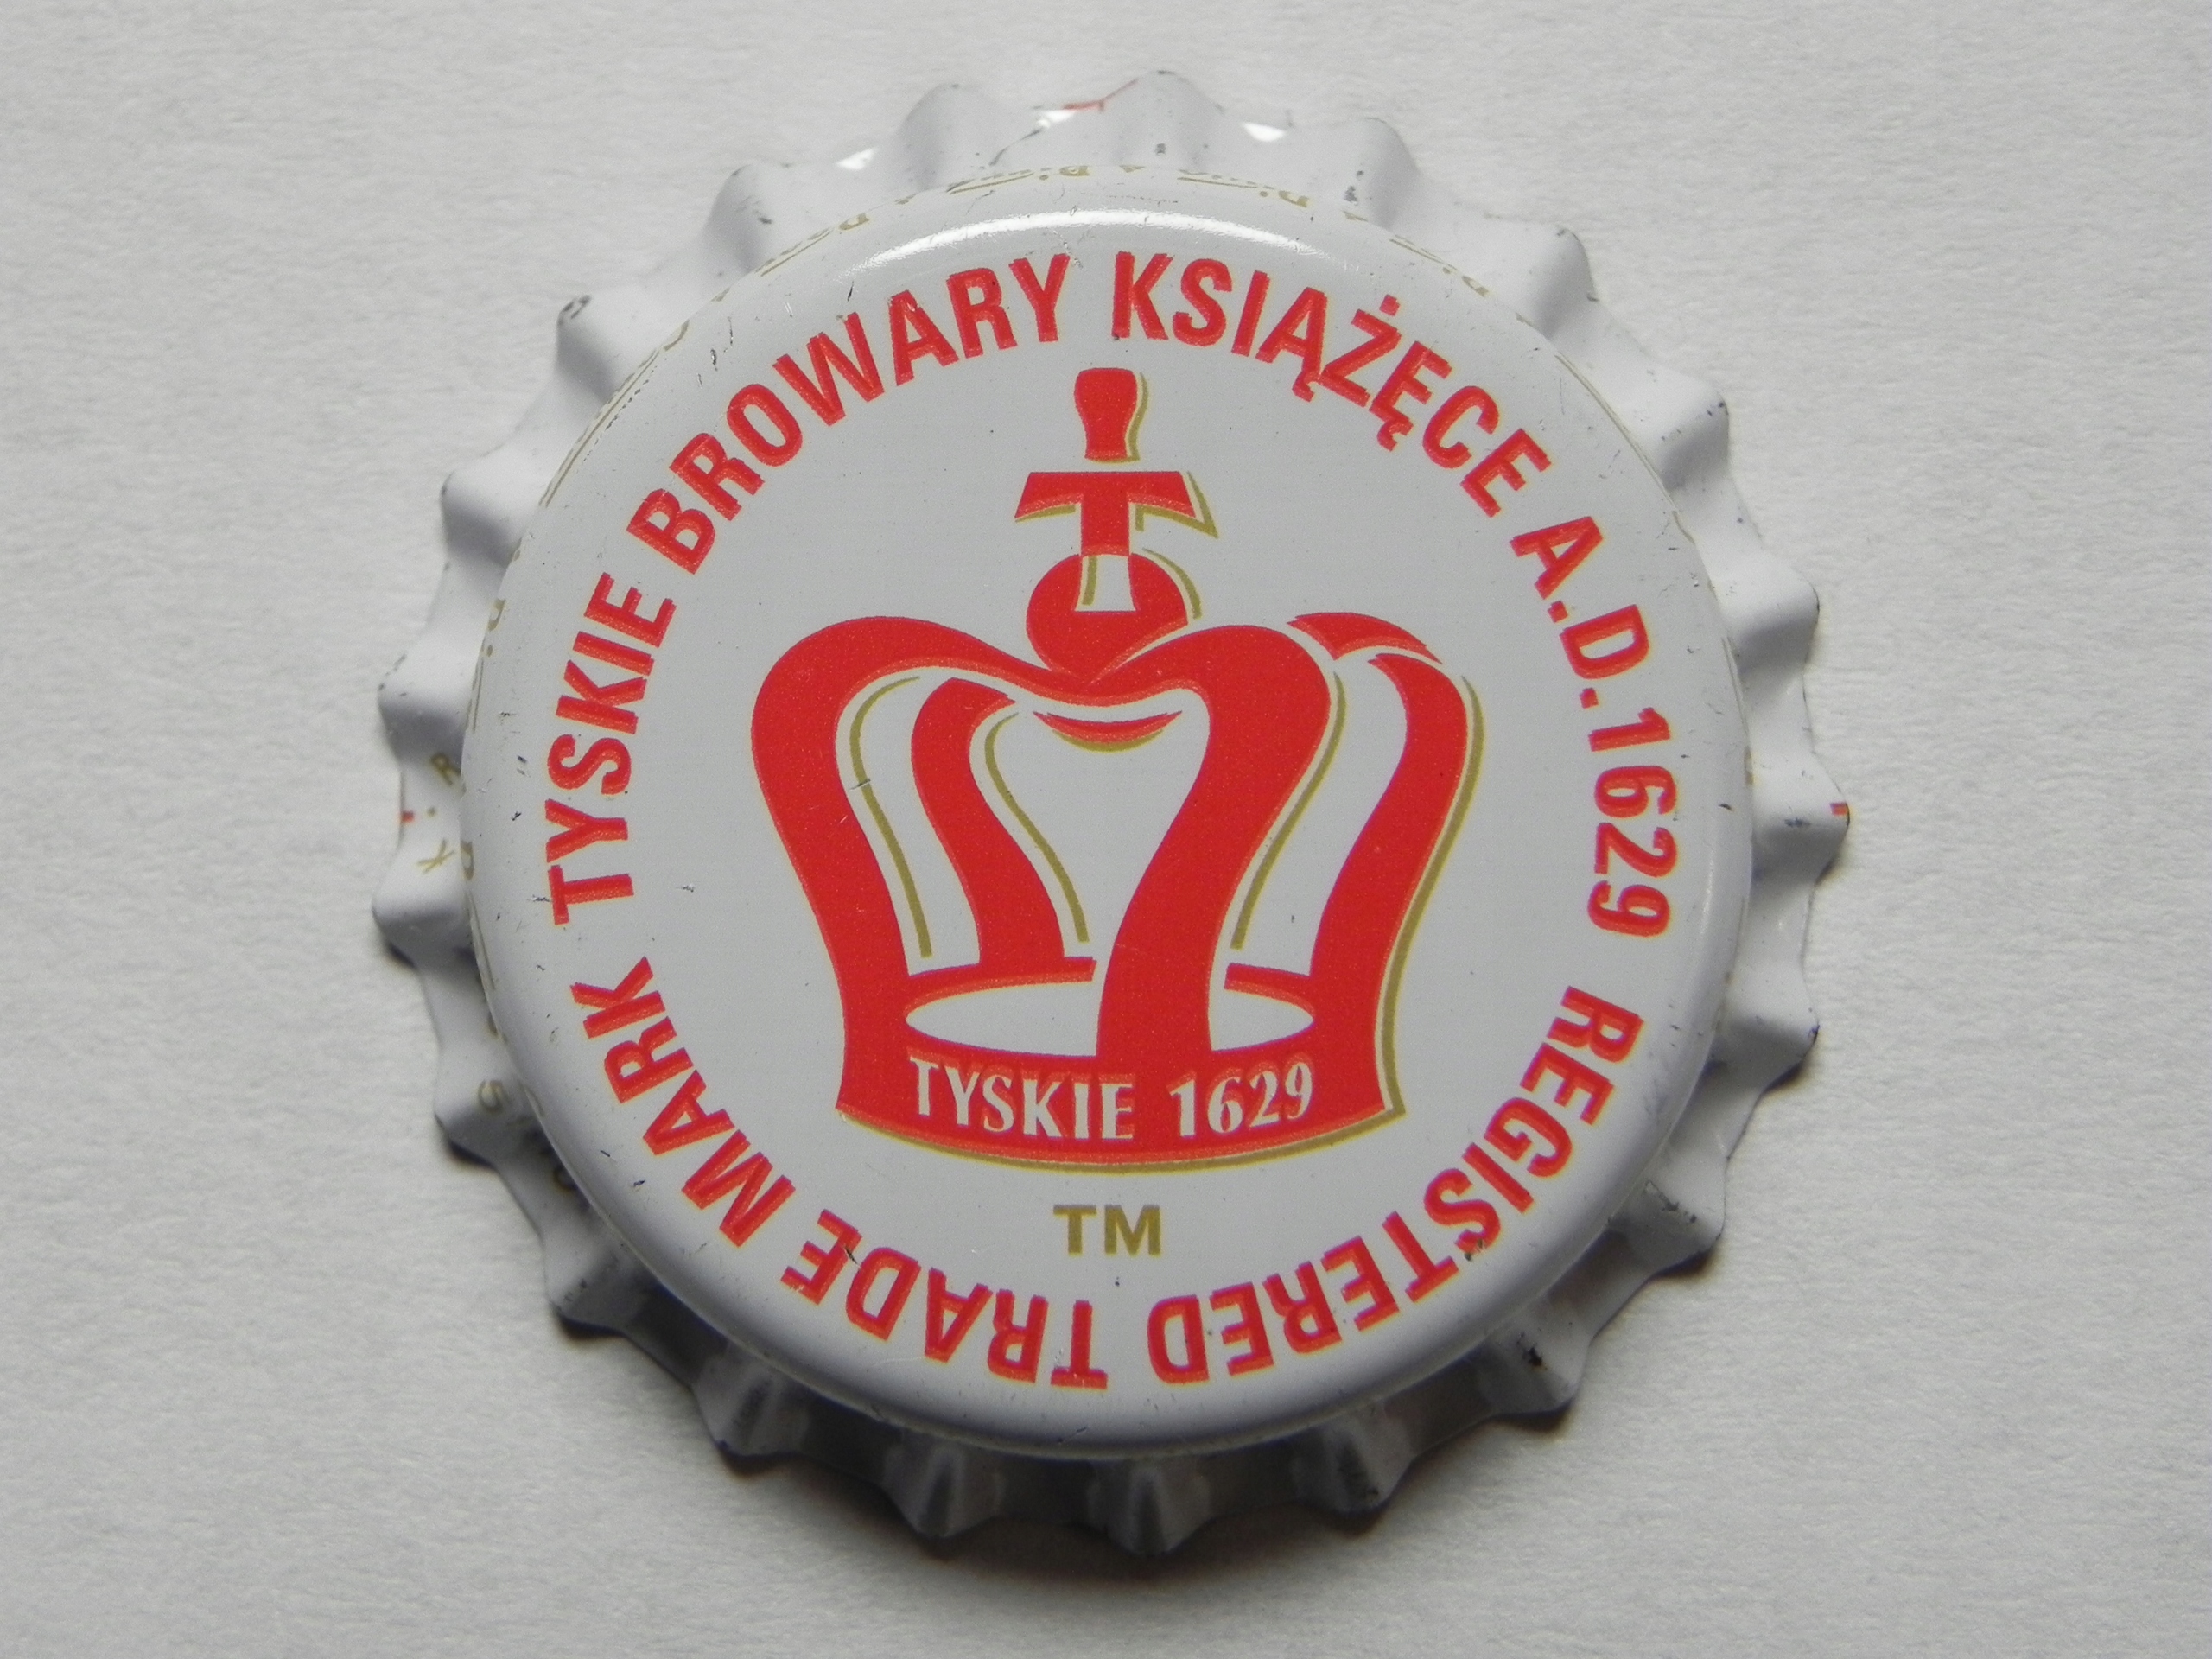 TYSKIE BROWARY KSIĄŻĘCE A.D.1629 REGISTERED TRADE MARK
TYSKIE 1629
TM